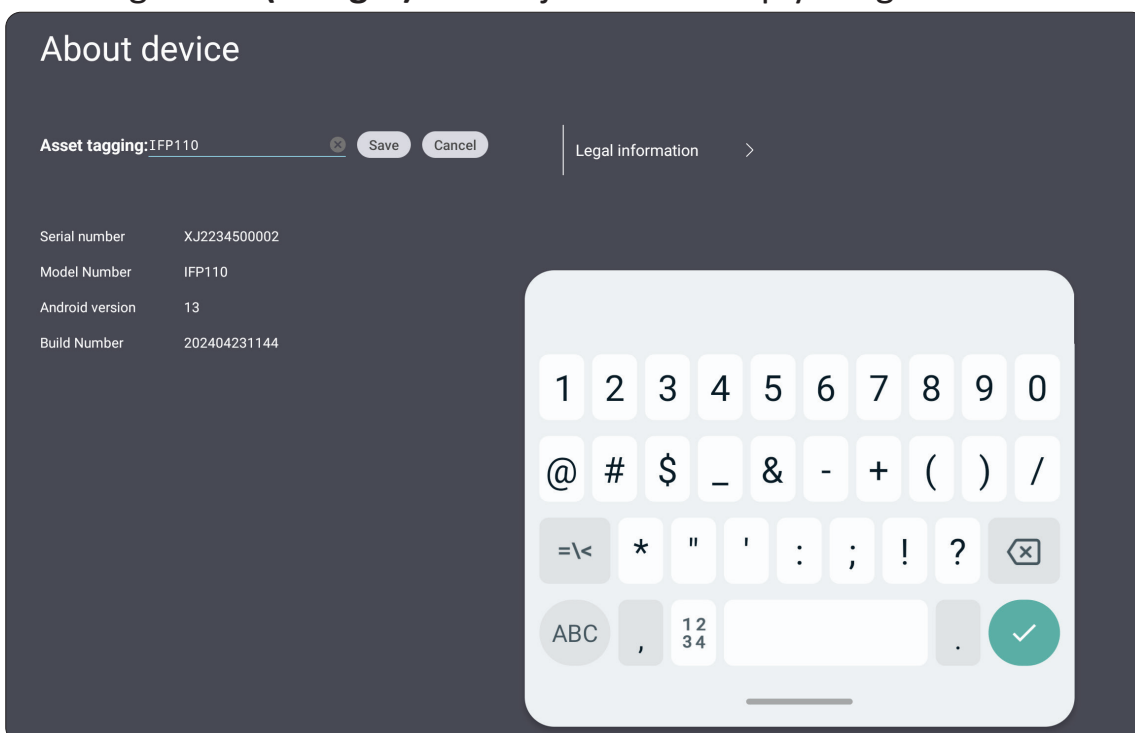 About device
Asset tagging:IFP110 Save Cancel
Legal information
Serial number XJ2234500002
Model Number IFP110
Android version 13
Build Number 202404231144
1 2 3 4 5 6 7 8 9 0
@ # $ _ & - + ( ) /
=\< * " ' : ; ! ?
ABC , 12 34 .